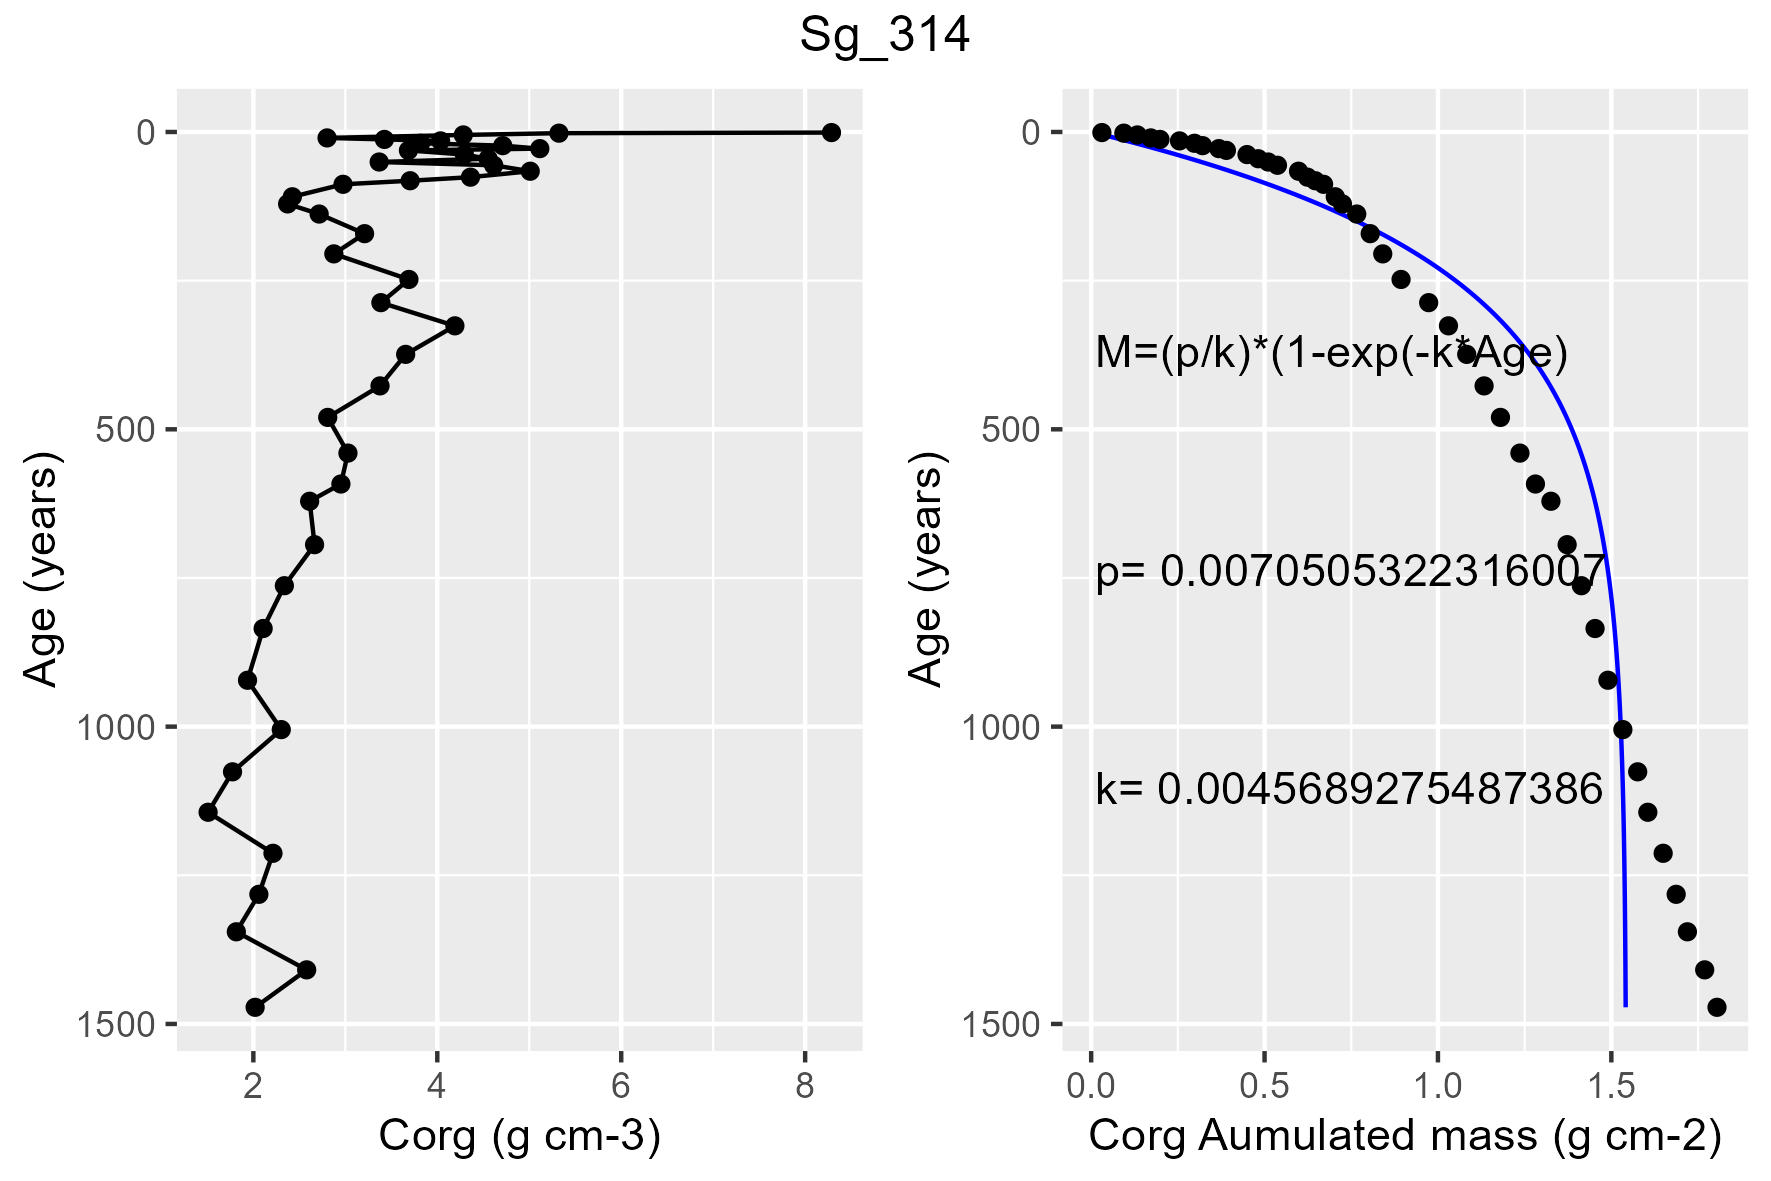 Sg_314
0
500
1000
1500
Age (years)
2
4
6
8
Corg (g cm-3)
0
500
1000
1500
Age (years)
M=(p/k)*(1-exp(-k*Age)
p= 0.0070505322316007
k= 0.0045689275487386
0.0
0.5
1.0
1.5
Corg Aumulated mass (g cm-2)